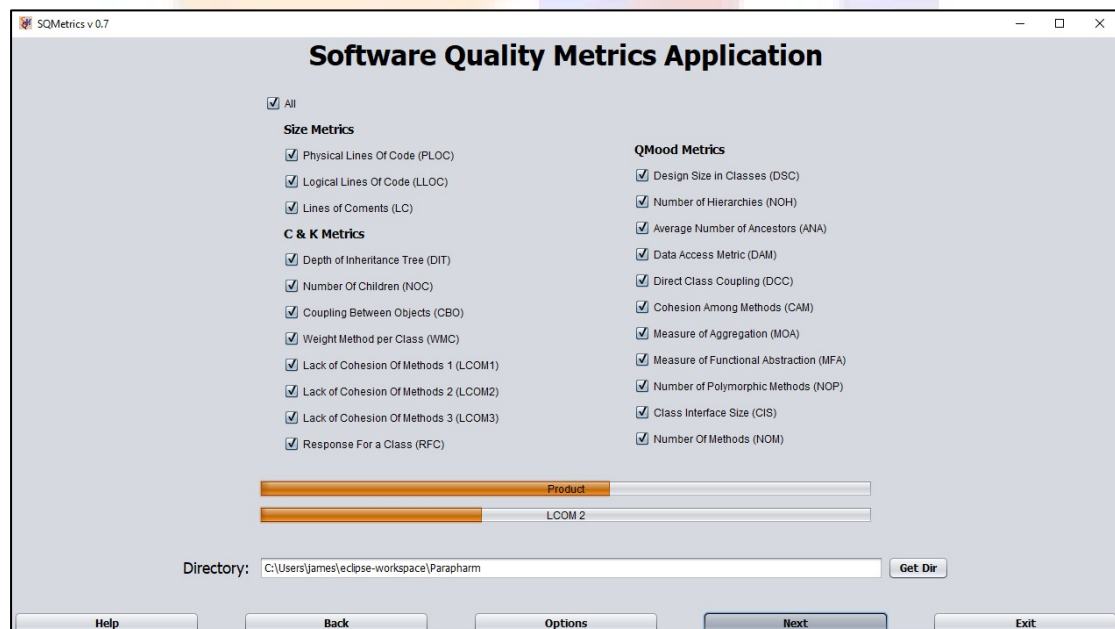 SQMetrics v 0.7
Software Quality Metrics Application
All
Size Metrics
Physical Lines Of Code (PLOC)
Logical Lines Of Code (LLOC)
Lines of Coments (LC)
C & K Metrics
Depth of Inheritance Tree (DIT)
Number Of Children (NOC)
Coupling Between Objects (CBO)
Weight Method per Class (WMC)
Lack of Cohesion Of Methods 1 (LCOM1)
Lack of Cohesion Of Methods 2 (LCOM2)
Lack of Cohesion Of Methods 3 (LCOM3)
Response For a Class (RFC)
QMood Metrics
Design Size in Classes (DSC)
Number of Hierarchies (NOH)
Average Number of Ancestors (ANA)
Data Access Metric (DAM)
Direct Class Coupling (DCC)
Cohesion Among Methods (CAM)
Measure of Aggregation (MOA)
Measure of Functional Abstraction (MFA)
Number of Polymorphic Methods (NOP)
Class Interface Size (CIS)
Number Of Methods (NOM)
Product
LCOM 2
Directory: C:\Users\james\eclipse-workspace\Parapharm Get Dir
Help Back Options Next Exit